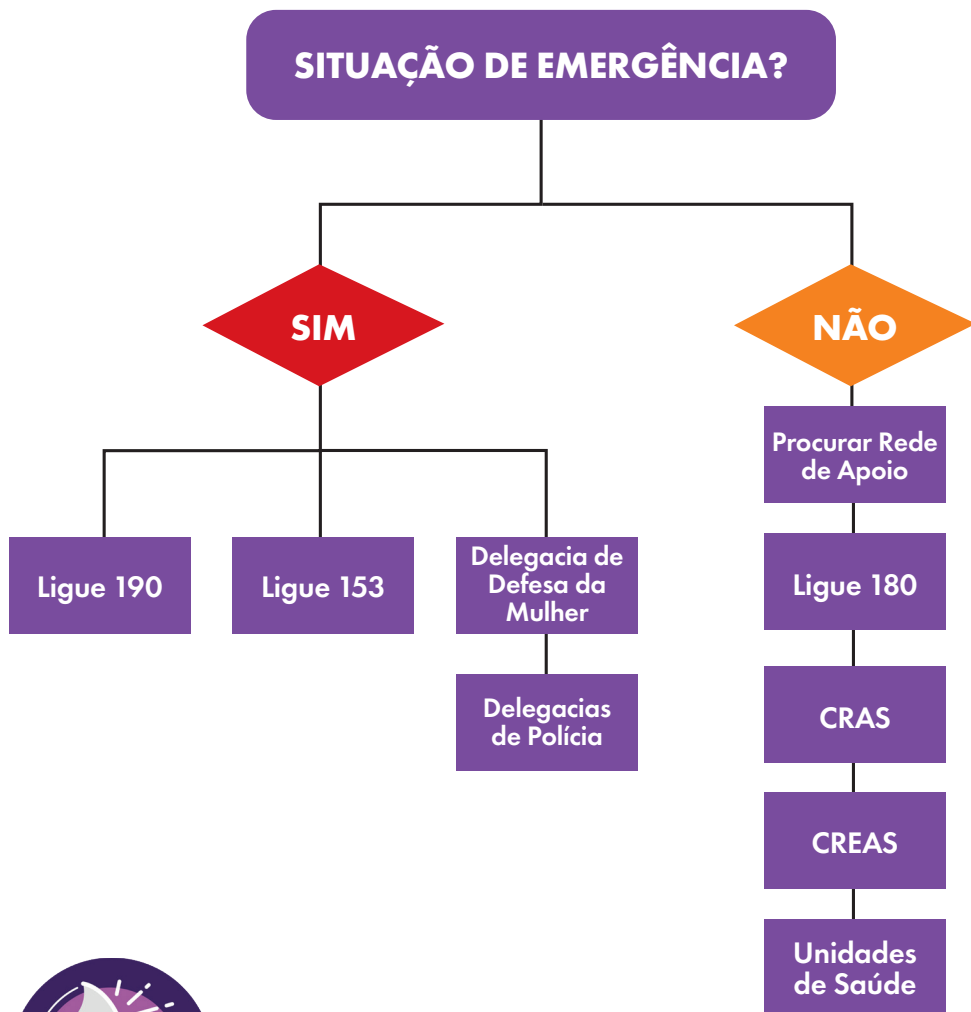 SITUAÇÃO DE EMERGÊNCIA?
SIM
NÃO
Procurar Rede
de Apoio
Ligue 190
Ligue 153
Delegacia de
Defesa da
Mulher
Ligue 180
Delegacias
de Polícia
CRAS
CREAS
Unidades
de Saúde